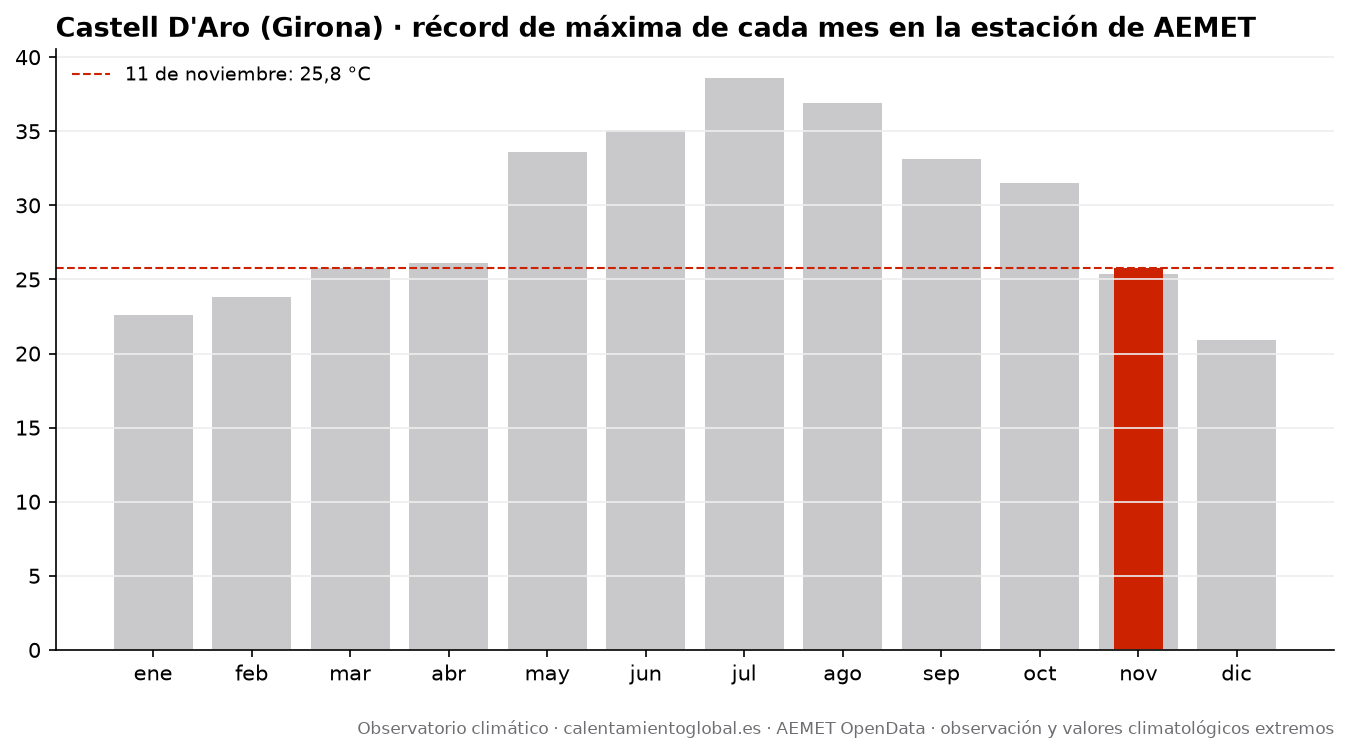 Castell D'Aro (Girona) · récord de máxima de cada mes en la estación de AEMET
11 de noviembre: 25,8 °C
40
35
30
25
20
15
10
5
0
ene feb mar abr may jun jul ago sep oct nov dic
Observatorio climático · calentamientoglobal.es · AEMET OpenData · observación y valores climatológicos extremos